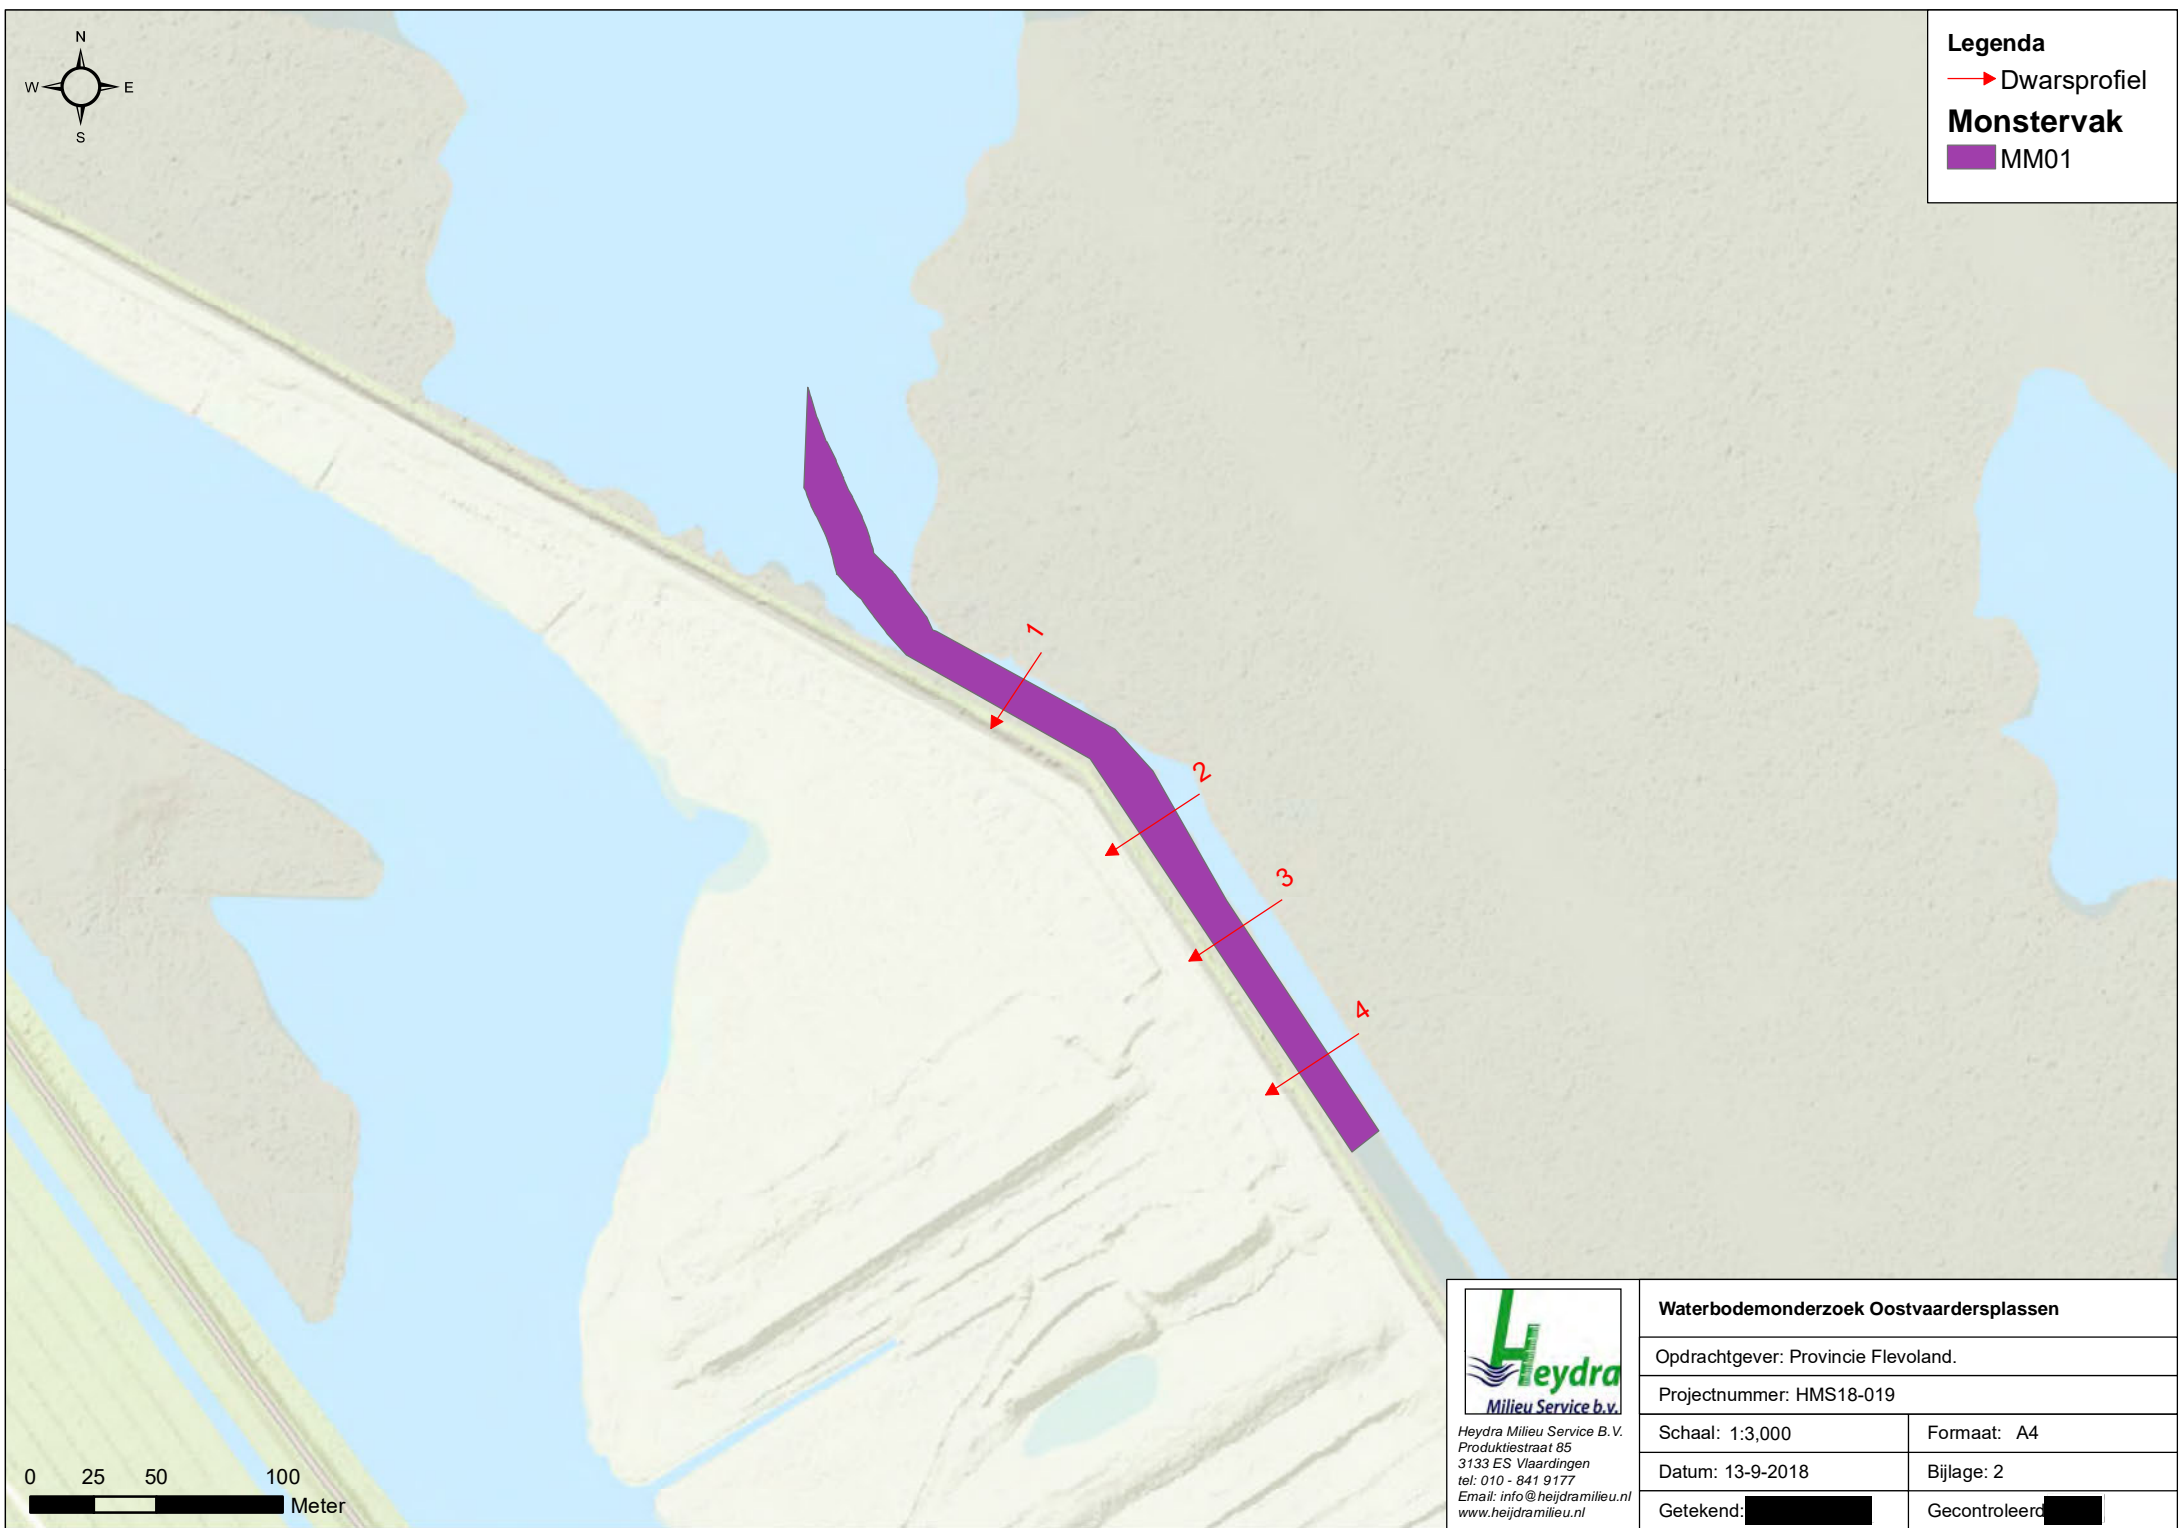 N
W E
S
Legenda
Dwarsprofiel
Monstervak
MM01
1
2
3
4
0 25 50 100
Meter
Heydra
Milieu Service b.v.
Heydra Milieu Service B.V.
Produktiestraat 85
3133 ES Vlaardingen
tel: 010 - 841 9177
Email: info@heijdramilieu.nl
www.heijdramilieu.nl
Waterbodemonderzoek Oostvaardersplassen
Opdrachtgever: Provincie Flevoland.
Projectnummer: HMS18-019
Schaal: 1:3,000
Formaat: A4
Datum: 13-9-2018
Bijlage: 2
Getekend:
Gecontroleerd